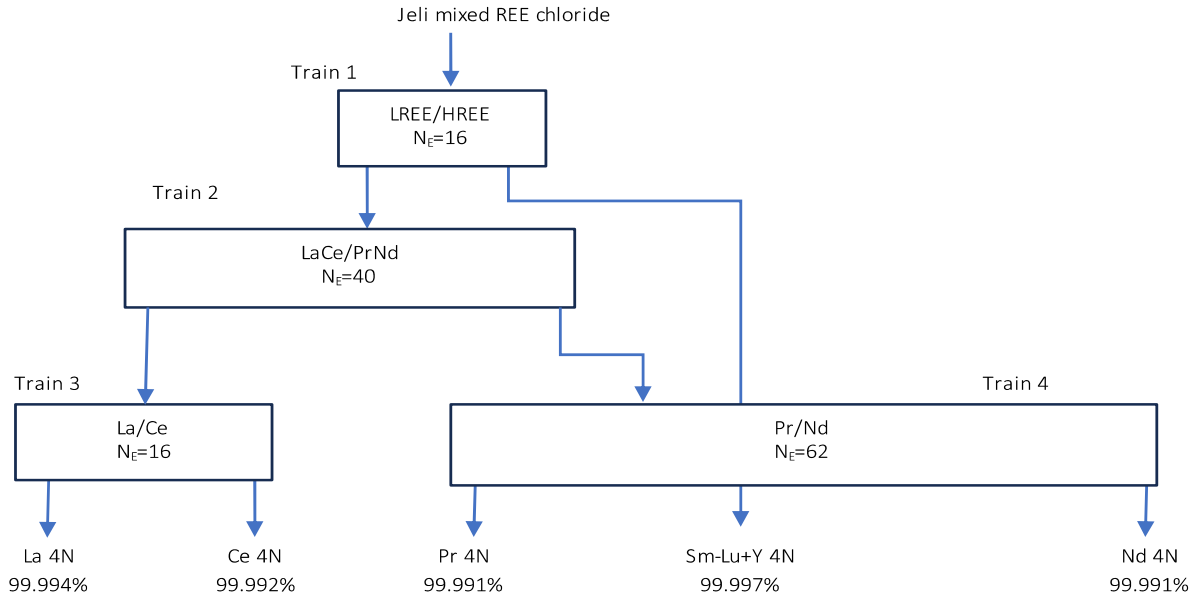 Jeli mixed REE chloride
Train 1
LREE/HREE
NE=16
Train 2
LaCe/PrNd
NE=40
Train 3
La/Ce
NE=16
Train 4
Pr/Nd
NE=62
La 4N
99.994%
Ce 4N
99.992%
Pr 4N
99.991%
Sm-Lu+Y 4N
99.997%
Nd 4N
99.991%